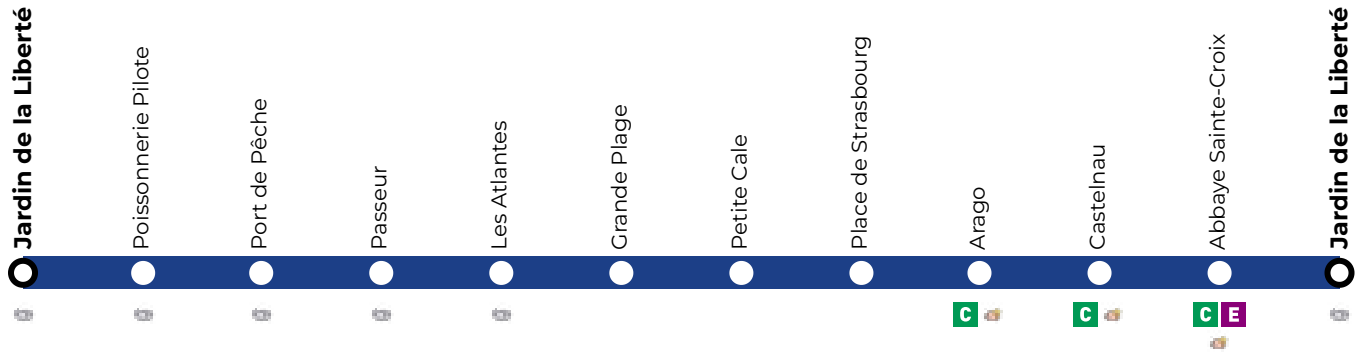 Jardin de la Liberté
Poissonnerie Pilote
Port de Pêche
Passeur
Les Atlantes
Grande Plage
Petite Cale
Place de Strasbourg
Arago
Castelnau
Abbaye Sainte-Croix
Jardin de la Liberté
C
C
C E